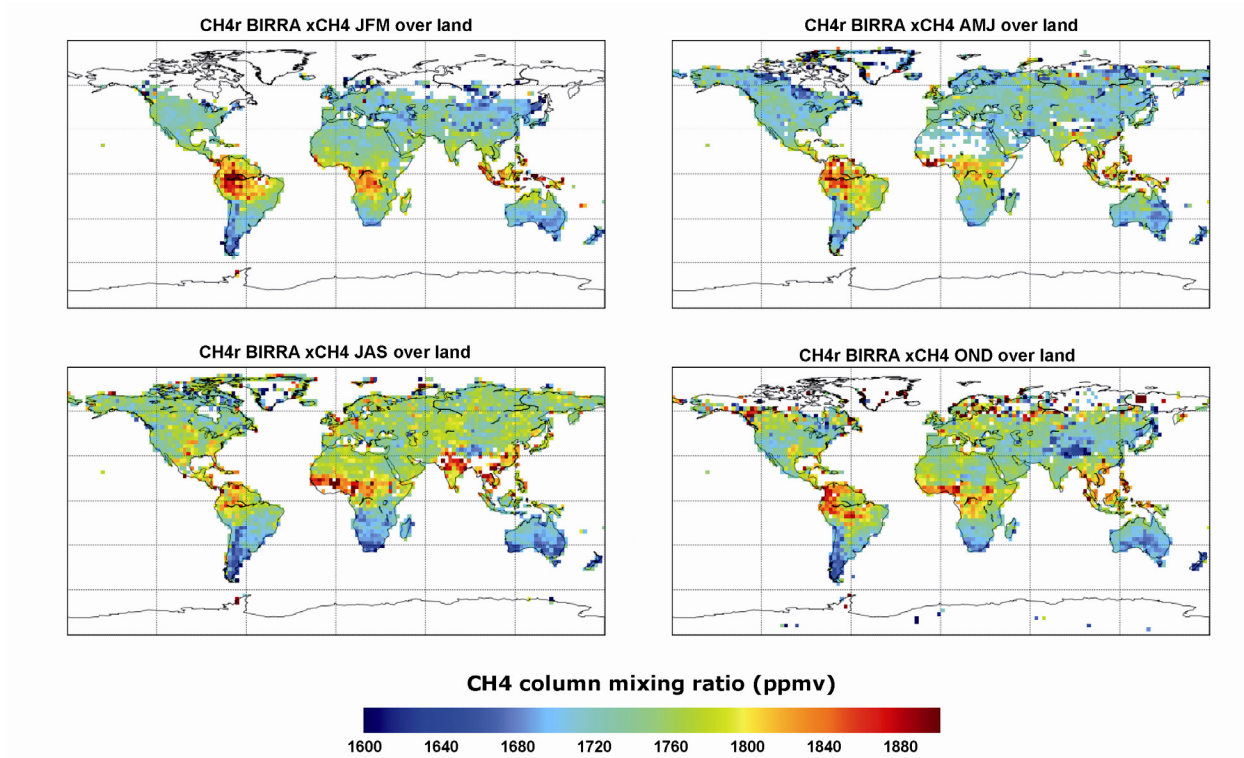 CH4r BIRRA xCH4 JFM over land
CH4r BIRRA xCH4 AMJ over land
CH4r BIRRA xCH4 JAS over land
CH4r BIRRA xCH4 OND over land
CH4 column mixing ratio (ppmv)
1600 1640 1680 1720 1760 1800 1840 1880